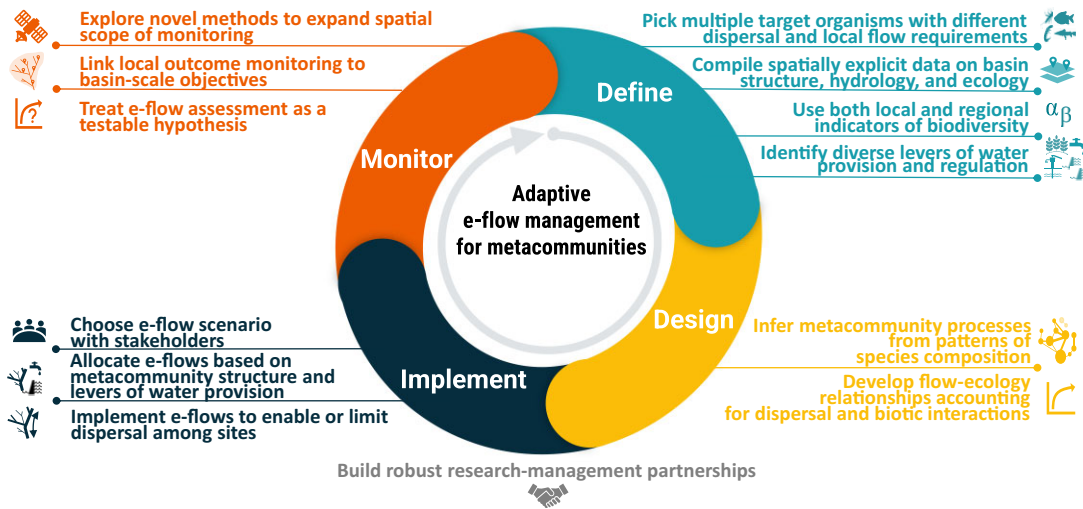 Explore novel methods to expand spatial
scope of monitoring
Link local outcome monitoring to
basin-scale objectives
?
Treat e-flow assessment as a
testable hypothesis
Pick multiple target organisms with different
dispersal and local flow requirements
Compile spatially explicit data on basin
structure, hydrology, and ecology
Use both local and regional
indicators of biodiversity
α β
Identify diverse levers of water
provision and regulation
Define
Monitor
Adaptive
e-flow management
for metacommunities
Design
Implement
Infer metacommunity processes
from patterns of
species composition
Develop flow-ecology
relationships accounting
for dispersal and biotic interactions
Choose e-flow scenario
with stakeholders
Allocate e-flows based on
metacommunity structure and
levers of water provision
Implement e-flows to enable or limit
dispersal among sites
Build robust research-management partnerships